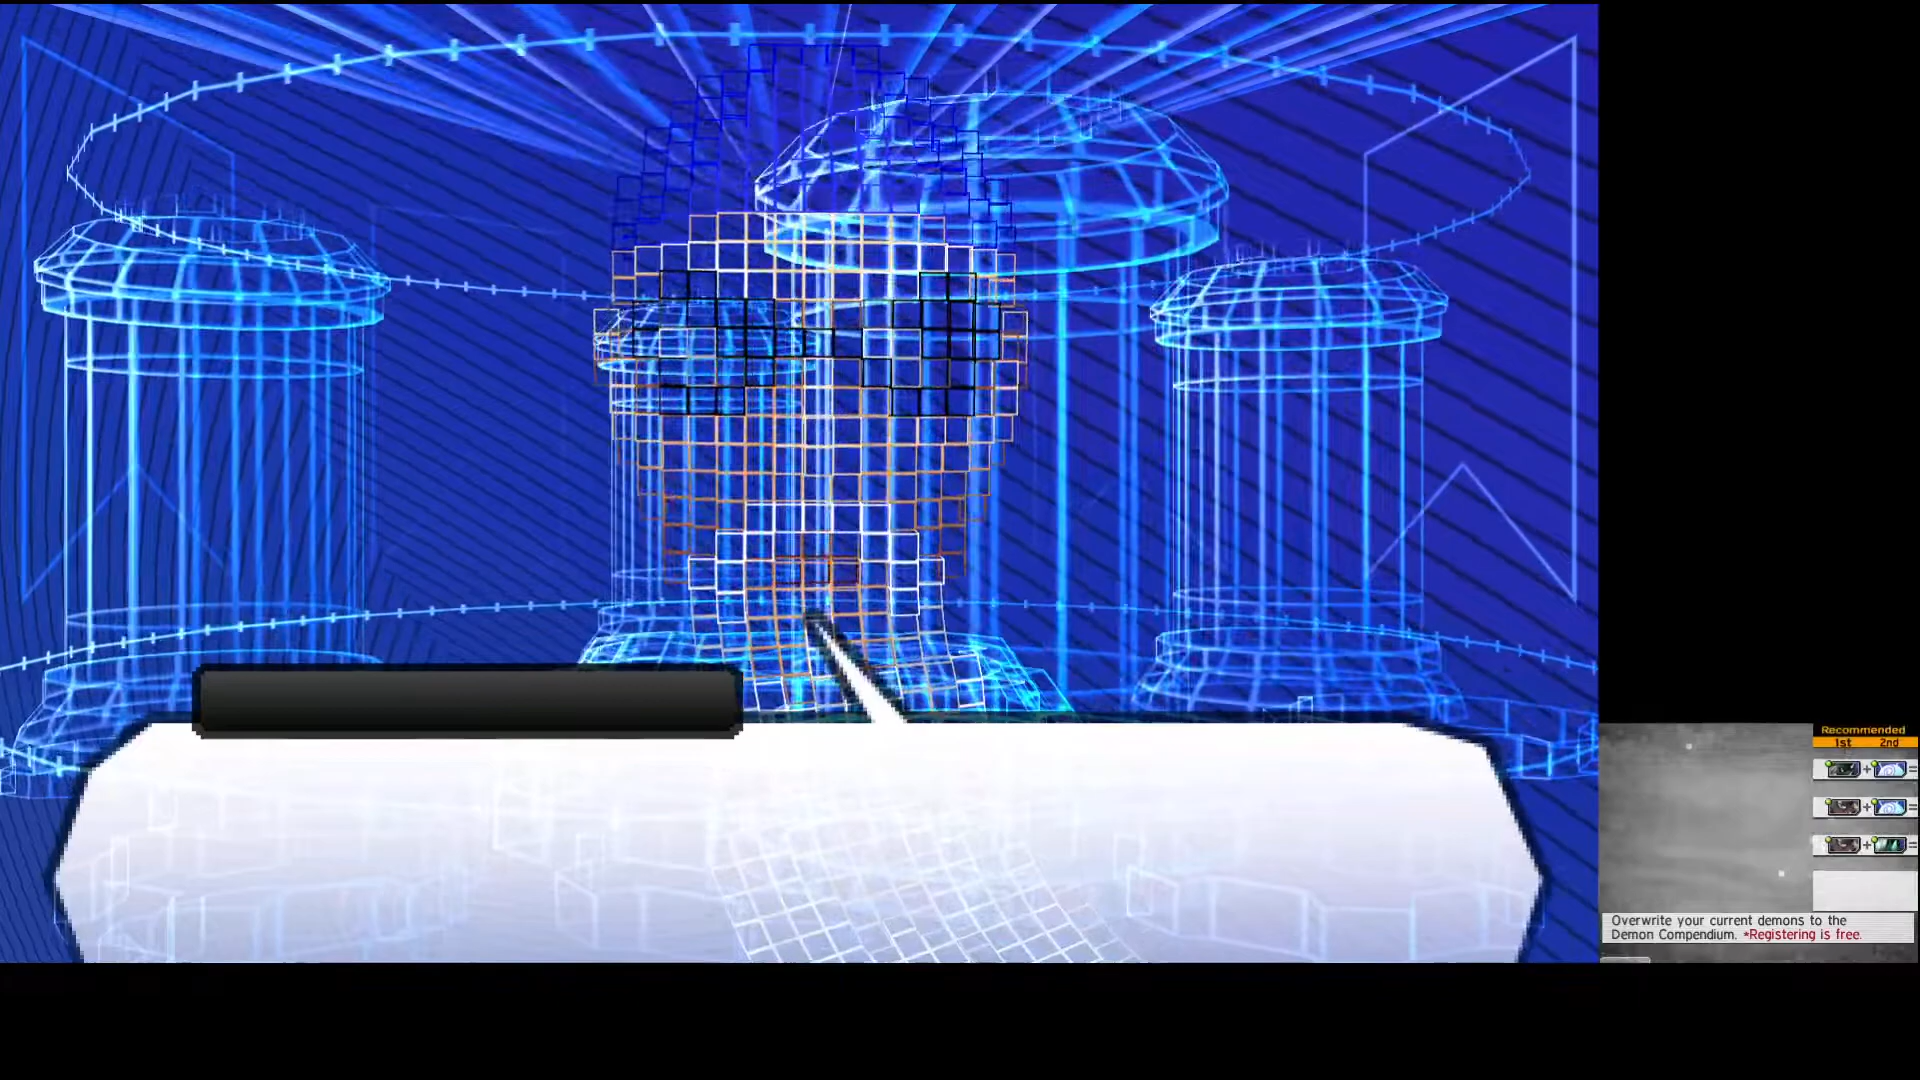 Recommended
1st 2nd
+ =
+ =
+ =
Overwrite your current demons to the
Demon Compendium. *Registering is free.